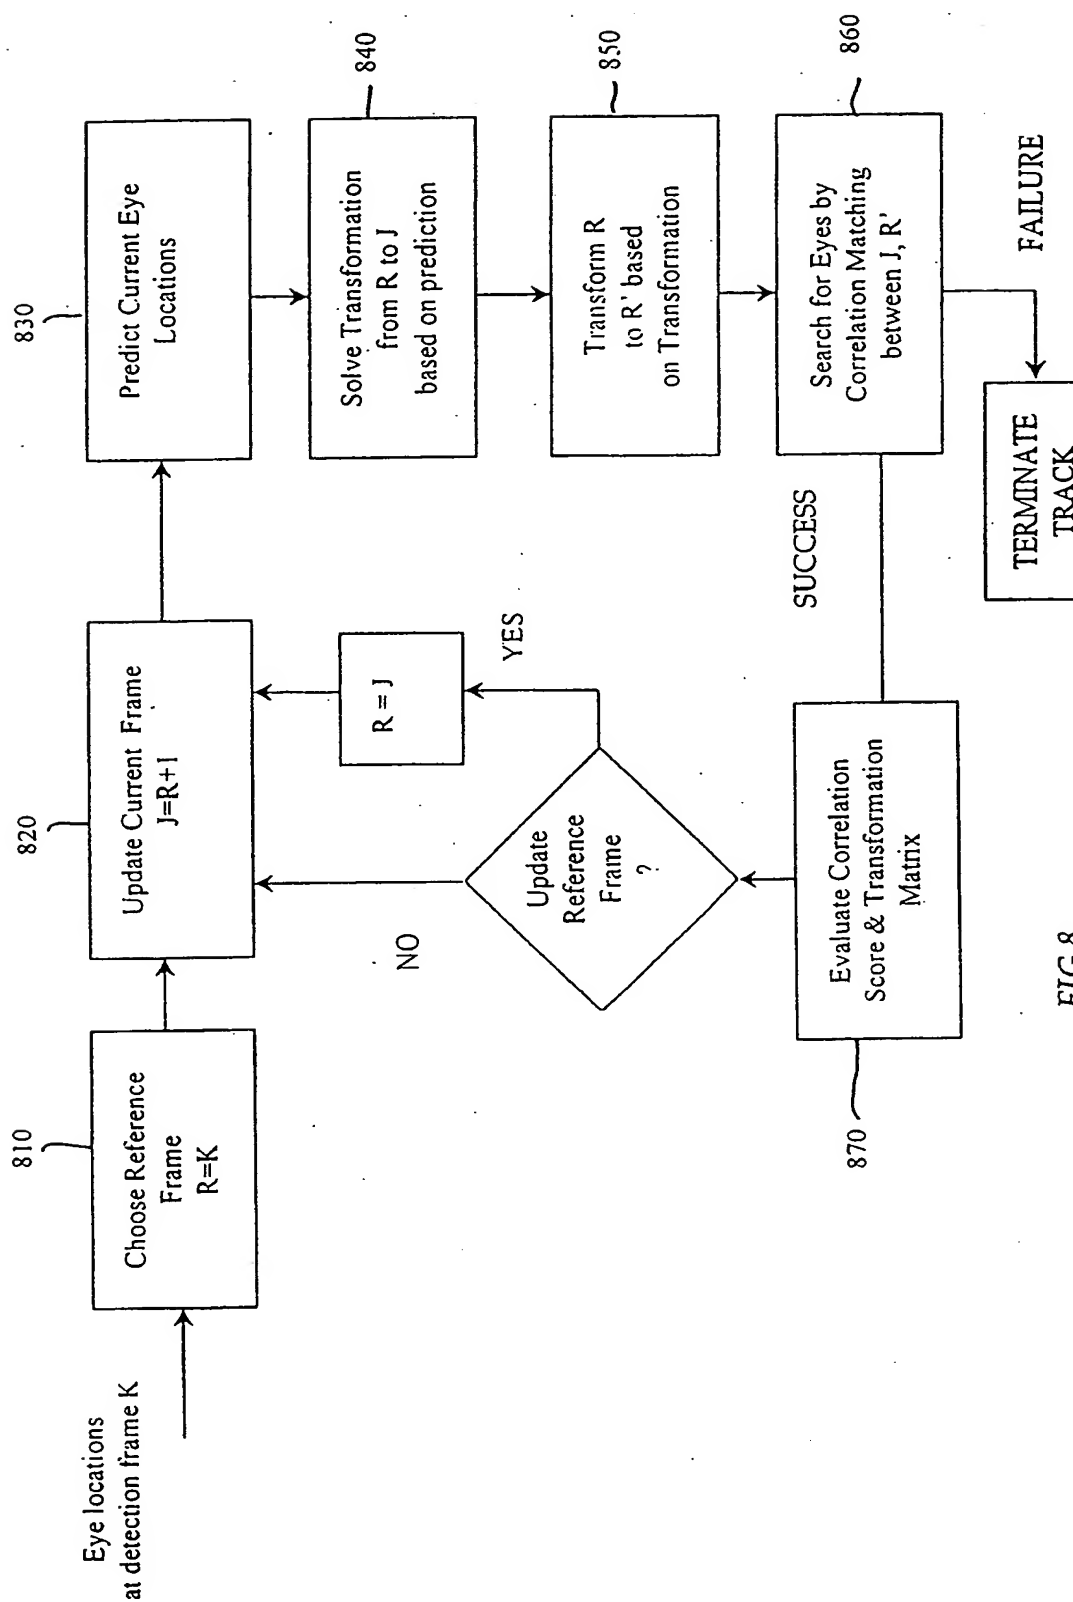 Eye locations
at detection frame K
810
Choose Reference
Frame
R=K
820
Update Current Frame
J=R+1
830
Predict Current Eye
Locations
840
Solve Transformation
from R to J
based on prediction
850
Transform R
to R' based
on Transformation
860
Search for Eyes by
Correlation Matching
between J, R'
FAILURE
TERMINATE
TRACK
SUCCESS
870
Evaluate Correlation
Score & Transformation
Matrix
Update
Reference
Frame
?
NO
YES
R = J
FIG 8